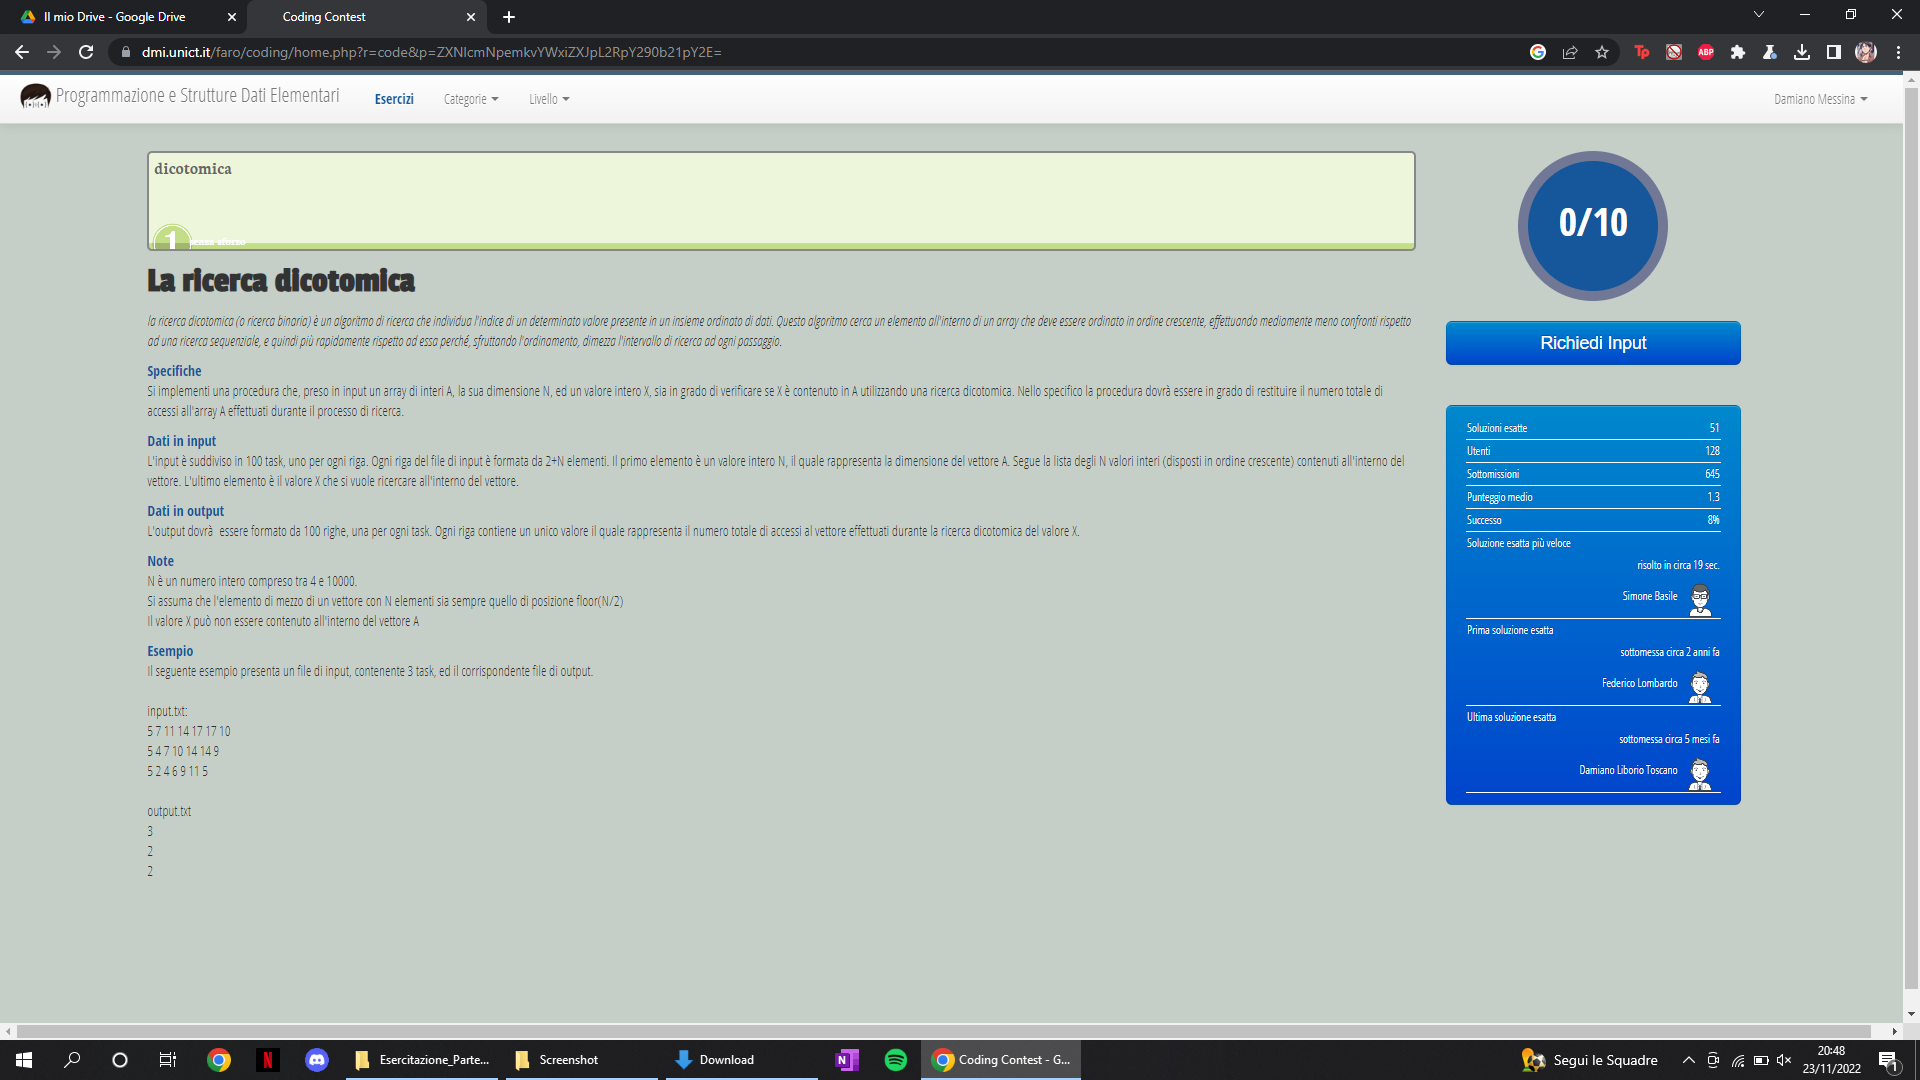 Il mio Drive - Google Drive
Coding Contest
dmi.unict.it/faro/coding/home.php?r=code&p=ZXNlcmNpemkvYWxiZXJpL2RpY290b21pY2E=
Programmazione e Strutture Dati Elementari
Esercizi
Categorie
Livello
Damiano Messina
dicotomica
1 senza sforzo
0/10
La ricerca dicotomica
la ricerca dicotomica (o ricerca binaria) è un algoritmo di ricerca che individua l'indice di un determinato valore presente in un insieme ordinato di dati. Questo algoritmo cerca un elemento all'interno di un array che deve essere ordinato in ordine crescente, effettuando mediamente meno confronti rispetto
ad una ricerca sequenziale, e quindi più rapidamente rispetto ad essa perché, sfruttando l'ordinamento, dimezza l'intervallo di ricerca ad ogni passaggio.
Specifiche
Si implementi una procedura che, preso in input un array di interi A, la sua dimensione N, ed un valore intero X, sia in grado di verificare se X è contenuto in A utilizzando una ricerca dicotomica. Nello specifico la procedura dovrà essere in grado di restituire il numero totale di
accessi all'array A effettuati durante il processo di ricerca.
Dati in input
L'input è suddiviso in 100 task, uno per ogni riga. Ogni riga del file di input è formata da 2+N elementi. Il primo elemento è un valore intero N, il quale rappresenta la dimensione del vettore A. Segue la lista degli N valori interi (disposti in ordine crescente) contenuti all'interno del
vettore. L'ultimo elemento è il valore X che si vuole ricercare all'interno del vettore.
Dati in output
L'output dovrà essere formato da 100 righe, una per ogni task. Ogni riga contiene un unico valore il quale rappresenta il numero totale di accessi al vettore effettuati durante la ricerca dicotomica del valore X.
Note
N è un numero intero compreso tra 4 e 10000.
Si assuma che l'elemento di mezzo di un vettore con N elementi sia sempre quello di posizione floor(N/2)
Il valore X può non essere contenuto all'interno del vettore A
Esempio
Il seguente esempio presenta un file di input, contenente 3 task, ed il corrispondente file di output.
input.txt:
5 7 11 14 17 17 10
5 4 7 10 14 14 9
5 2 4 6 9 11 5
output.txt
3
2
2
Richiedi Input
Soluzioni esatte 51
Utenti 128
Sottomissioni 645
Punteggio medio 1.3
Successo 8%
Soluzione esatta più veloce
risolto in circa 19 sec.
Simone Basile
Prima soluzione esatta
sottomessa circa 2 anni fa
Federico Lombardo
Ultima soluzione esatta
sottomessa circa 5 mesi fa
Damiano Liborio Toscano
Esercitazione_Parte...
Screenshot
Download
Coding Contest - G...
Segui le Squadre
20:48
23/11/2022
1